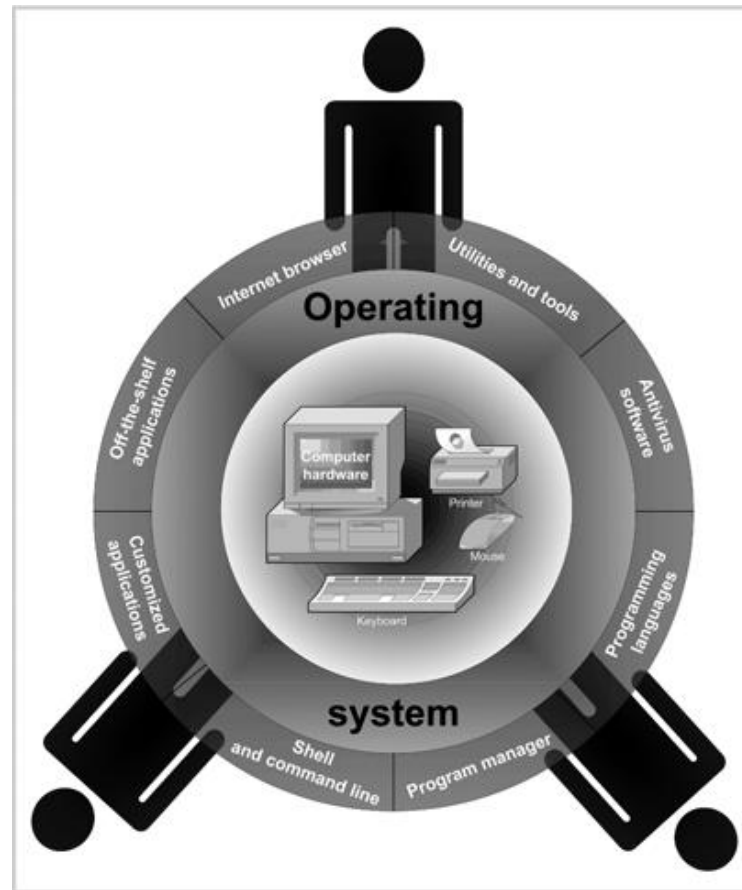 Internet browser
Utilities and tools
Operating
Off-the-shelf
applications
Antivirus
software
Computer
hardware
Printer
Mouse
Keyboard
Customized
applications
Programming
languages
system
Shell
and command line
Program manager